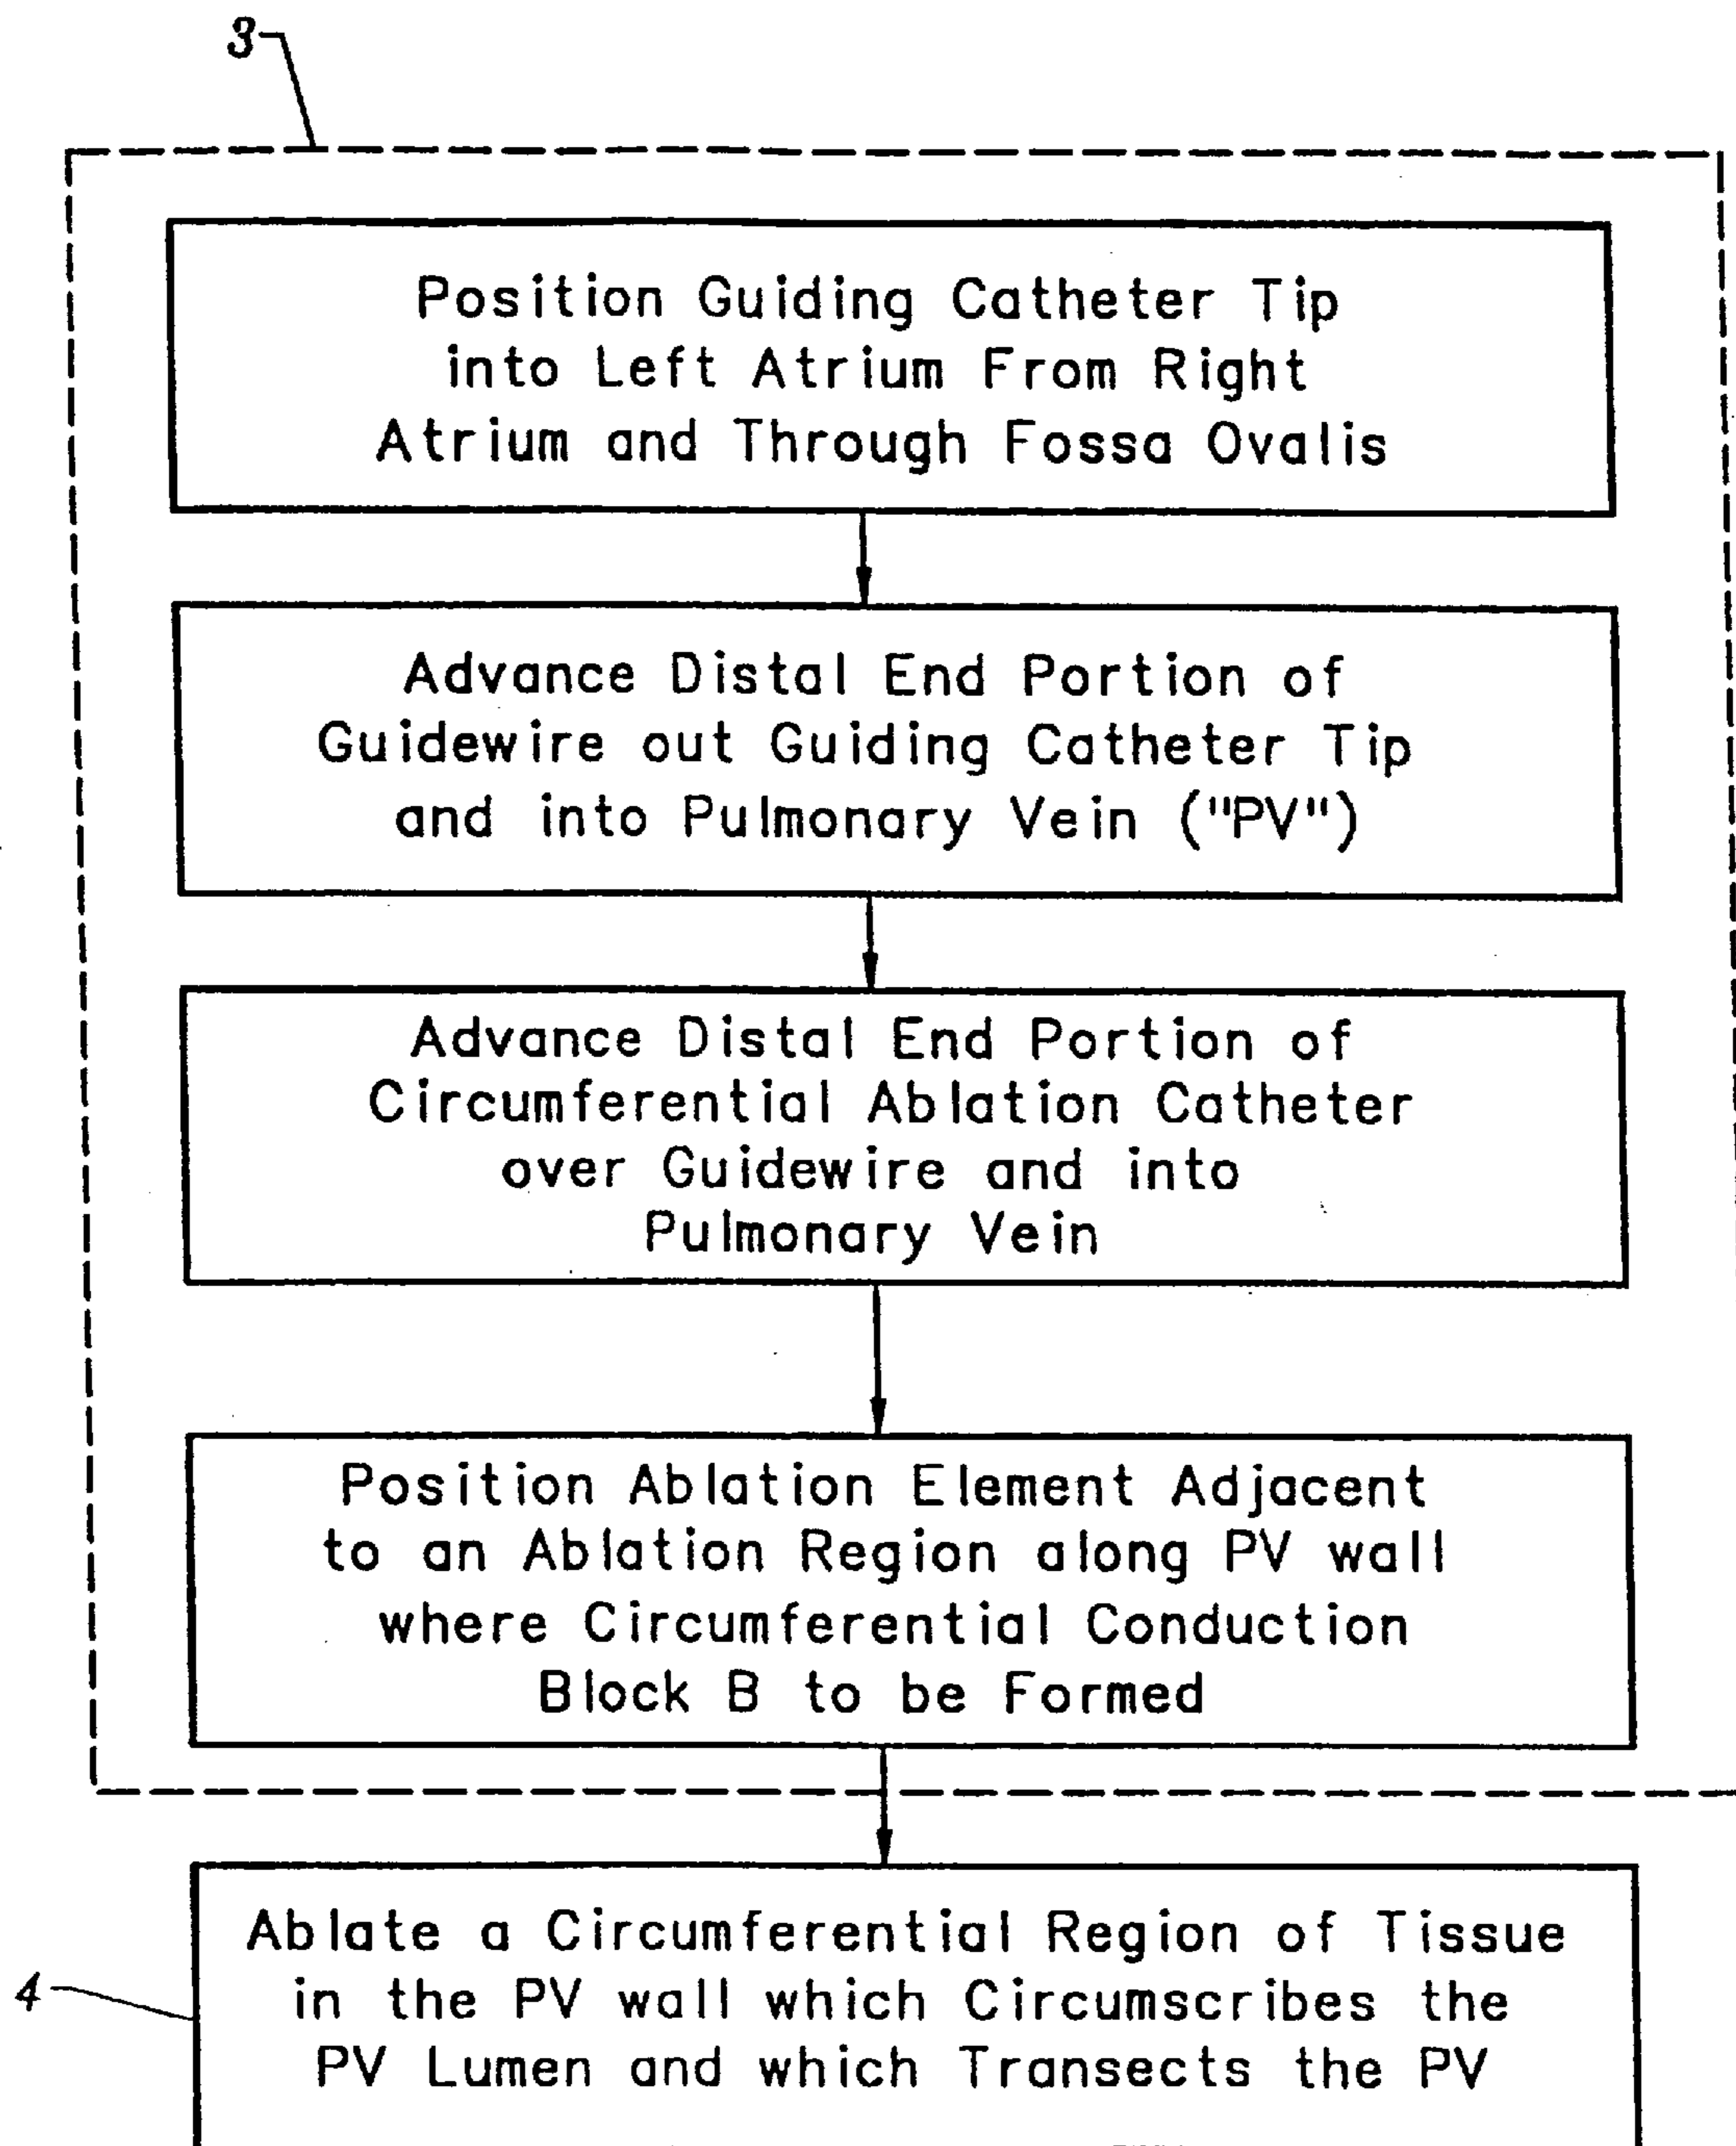 3
Position Guiding Catheter Tip
into Left Atrium From Right
Atrium and Through Fossa Ovalis
Advance Distal End Portion of
Guidewire out Guiding Catheter Tip
and into Pulmonary Vein ("PV")
Advance Distal End Portion of
Circumferential Ablation Catheter
over Guidewire and into
Pulmonary Vein
Position Ablation Element Adjacent
to an Ablation Region along PV wall
where Circumferential Conduction
Block B to be Formed
4
Ablate a Circumferential Region of Tissue
in the PV wall which Circumscribes the
PV Lumen and which Transects the PV